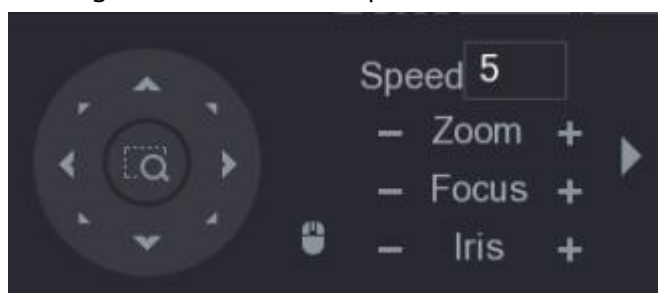 Speed 5
− Zoom +
− Focus +
− Iris +